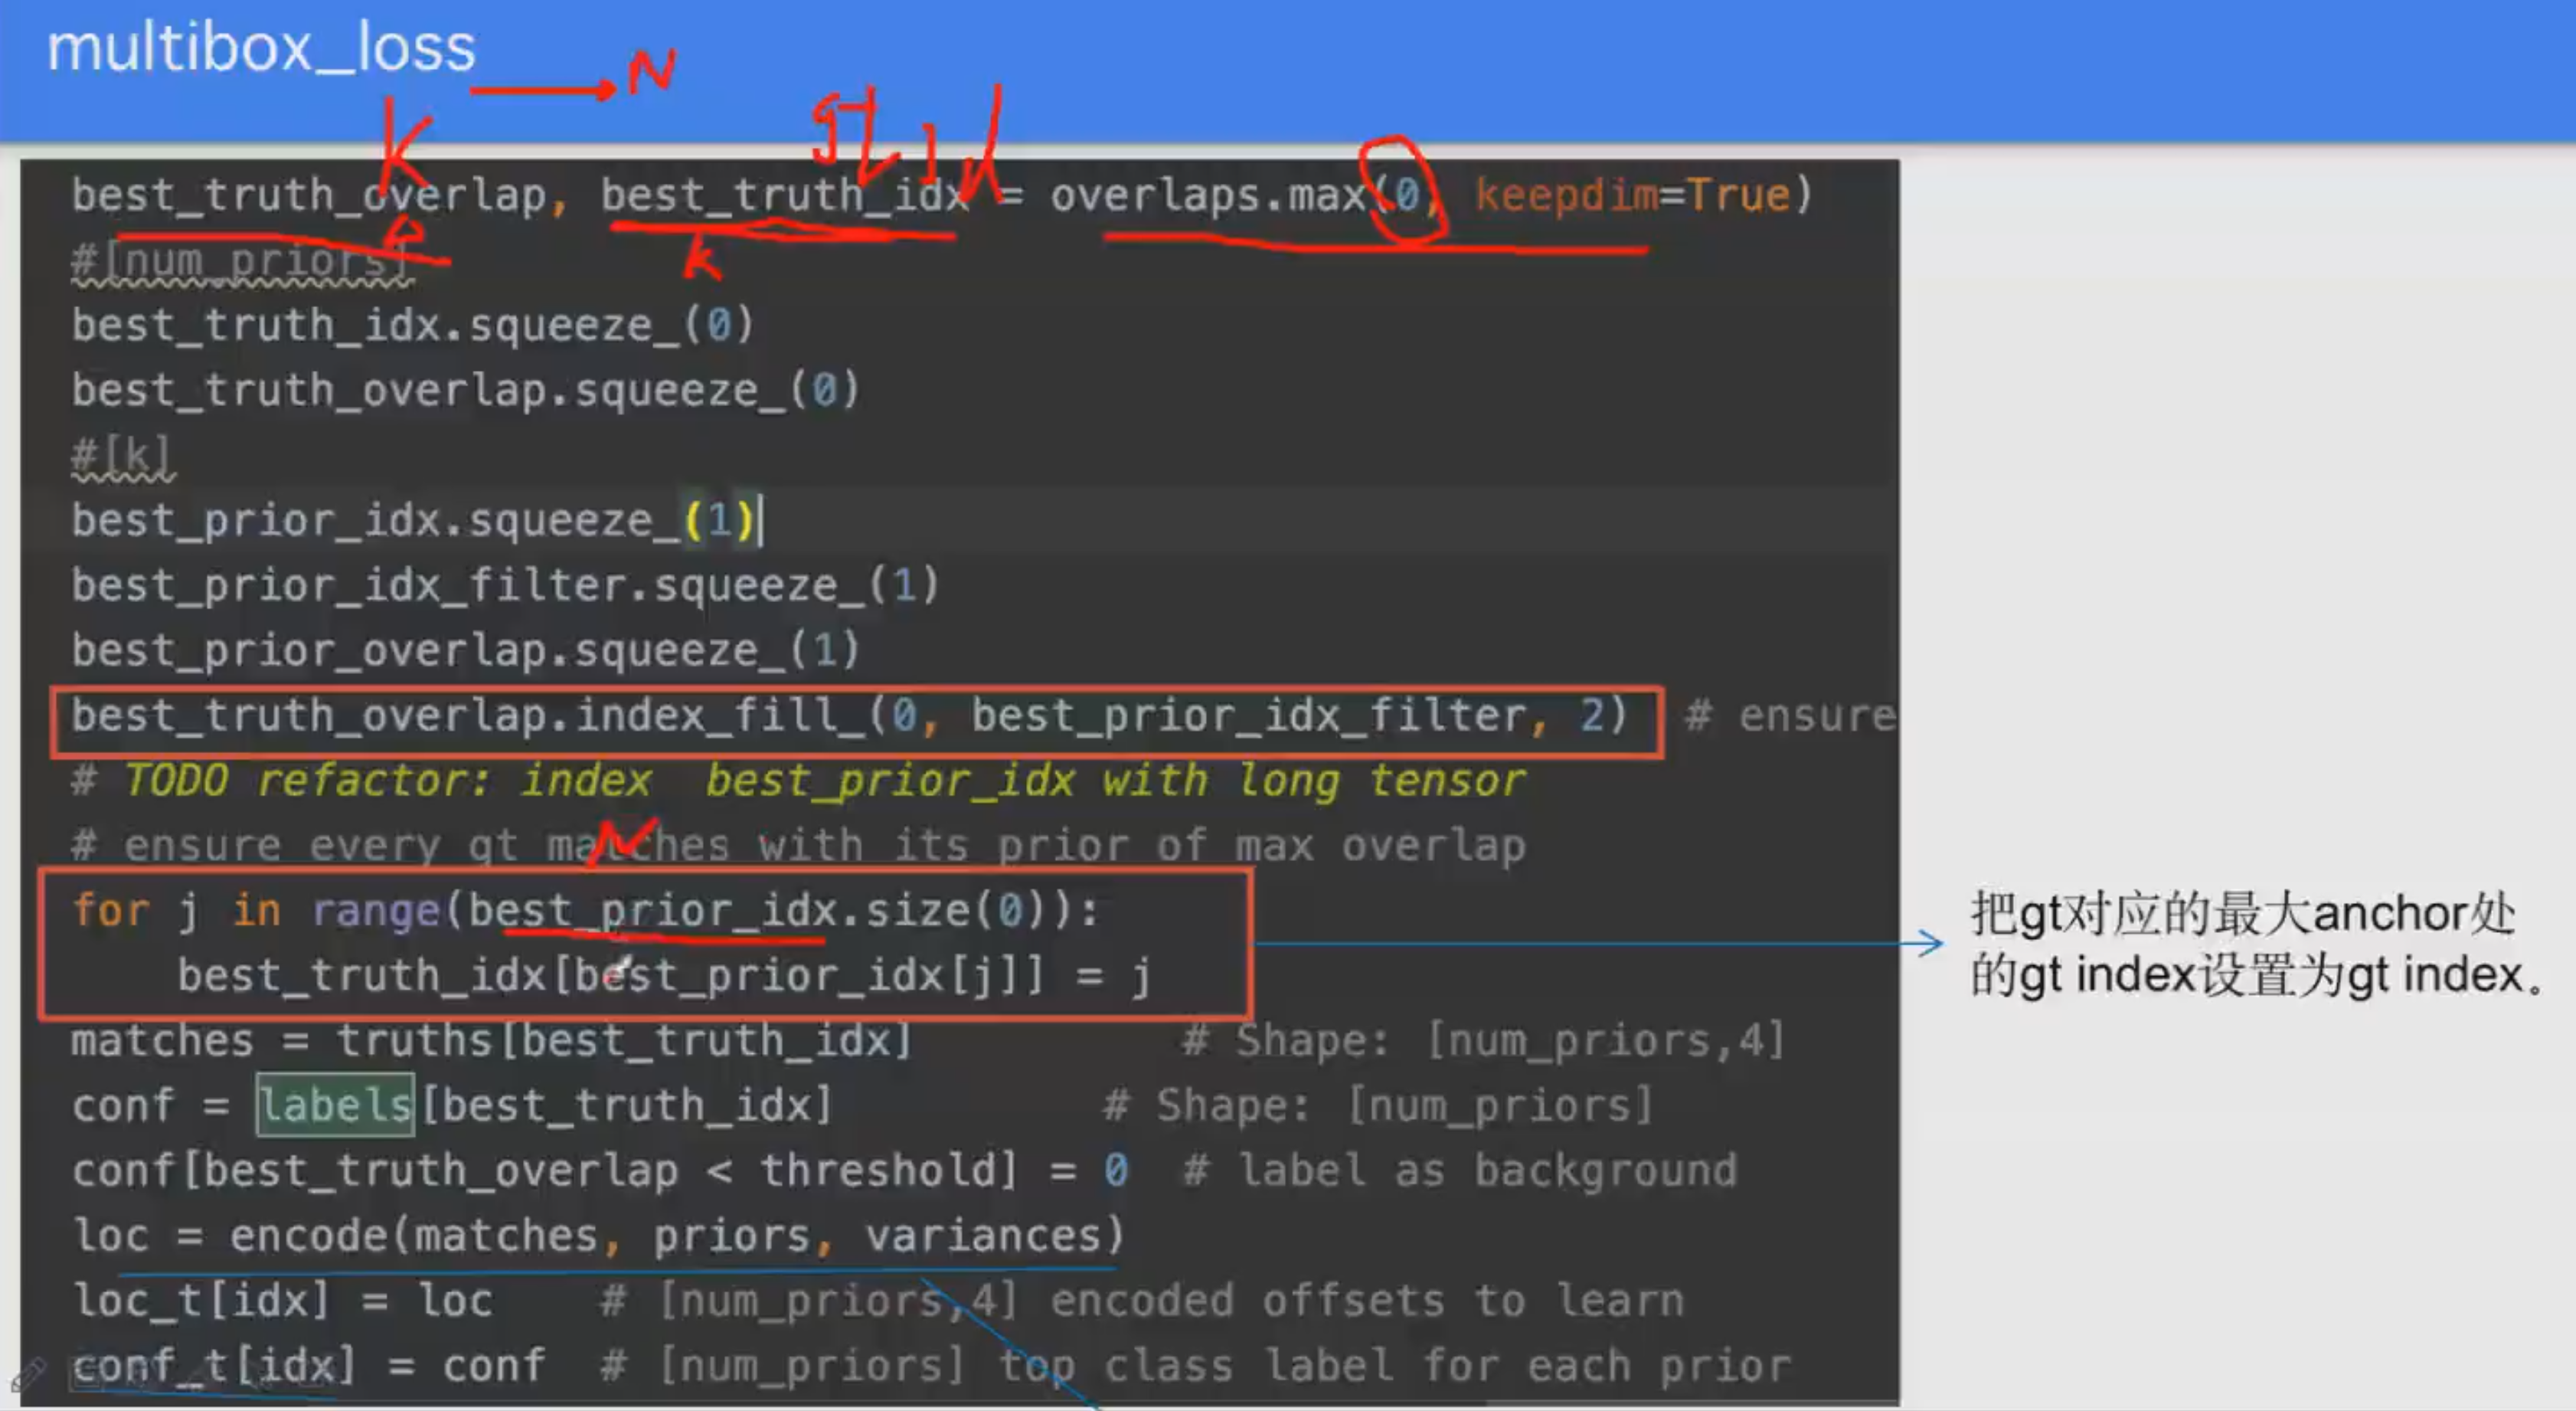 multibox_loss
N
K
gt id
best_truth_overlap, best_truth_idx = overlaps.max(0, keepdim=True)
k
#[num_priors]
best_truth_idx.squeeze_(0)
best_truth_overlap.squeeze_(0)
#[k]
best_prior_idx.squeeze_(1)
best_prior_idx_filter.squeeze_(1)
best_prior_overlap.squeeze_(1)
best_truth_overlap.index_fill_(0, best_prior_idx_filter, 2) # ensure
# TODO refactor: index best_prior_idx with long tensor
N
# ensure every gt matches with its prior of max overlap
for j in range(best_prior_idx.size(0)):
best_truth_idx[best_prior_idx[j]] = j
把gt对应的最大anchor处
的gt index设置为gt index。
matches = truths[best_truth_idx] # Shape: [num_priors,4]
conf = labels[best_truth_idx] # Shape: [num_priors]
conf[best_truth_overlap < threshold] = 0 # label as background
loc = encode(matches, priors, variances)
loc_t[idx] = loc # [num_priors,4] encoded offsets to learn
conf_t[idx] = conf # [num_priors] top class label for each prior